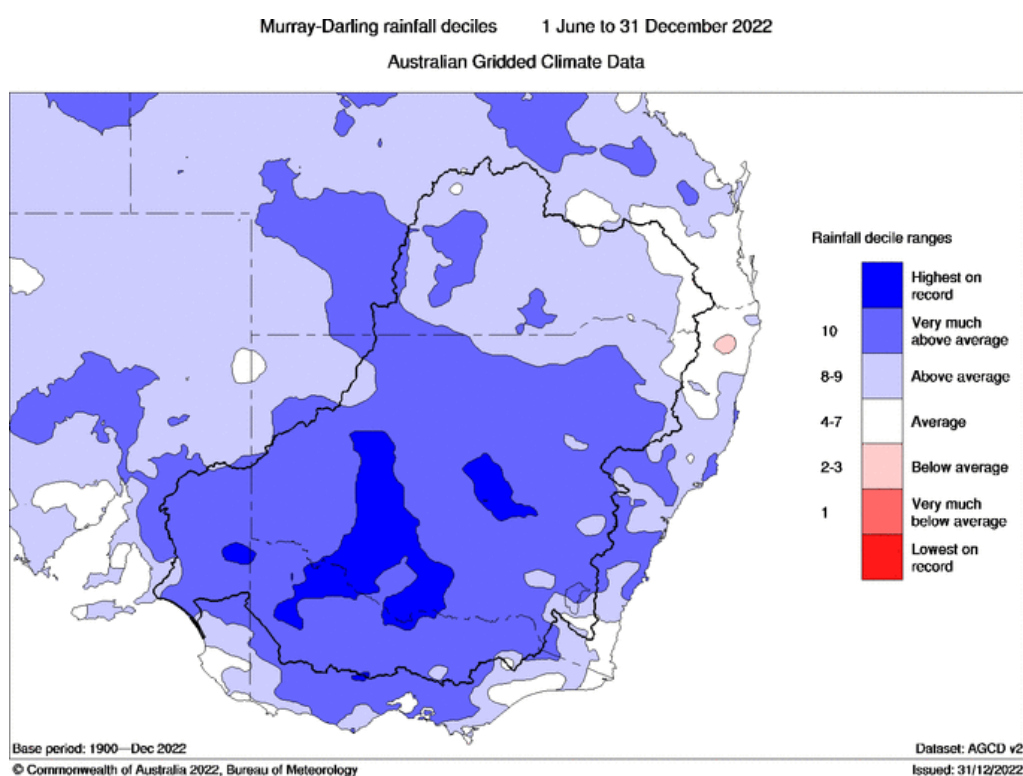 Murray-Darling rainfall deciles 1 June to 31 December 2022
Australian Gridded Climate Data
Rainfall decile ranges
Highest on
record
10 Very much
above average
8-9 Above average
4-7 Average
2-3 Below average
1 Very much
below average
Lowest on
record
Base period: 1900—Dec 2022
Dataset: AGCD v2
© Commonwealth of Australia 2022, Bureau of Meteorology
Issued: 31/12/2022